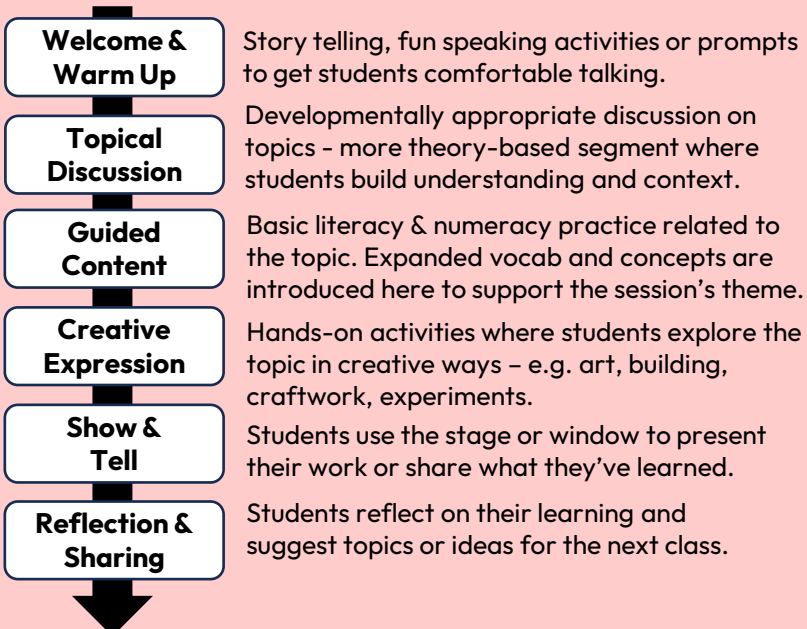 Welcome &
Warm Up
Story telling, fun speaking activities or prompts
to get students comfortable talking.
Topical
Discussion
Developmentally appropriate discussion on
topics - more theory-based segment where
students build understanding and context.
Guided
Content
Basic literacy & numeracy practice related to
the topic. Expanded vocab and concepts are
introduced here to support the session’s theme.
Creative
Expression
Hands-on activities where students explore the
topic in creative ways – e.g. art, building,
craftwork, experiments.
Show &
Tell
Students use the stage or window to present
their work or share what they’ve learned.
Reflection &
Sharing
Students reflect on their learning and
suggest topics or ideas for the next class.